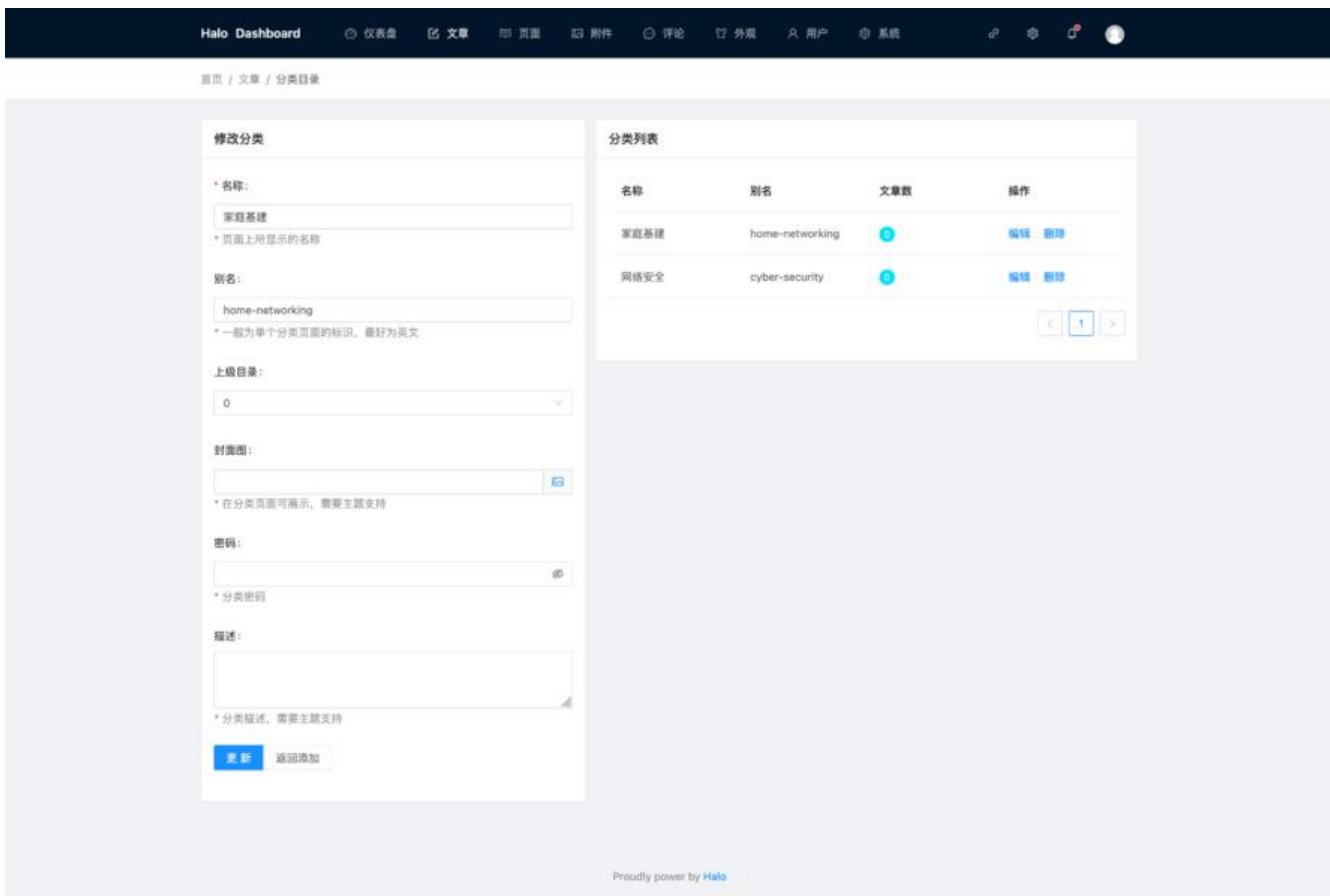 Halo Dashboard 仪表盘 文章 页面 附件 评论 外观 用户 系统
首页 / 文章 / 分类目录
修改分类
* 名称:
家庭基建
* 页面上所显示的名称
别名:
home-networking
* 一般为单个分类页面的标识，最好为英文
上级目录:
0
封面图:
* 在分类页面可展示，需要主题支持
密码:
* 分类密码
描述:
* 分类描述，需要主题支持
更新 返回添加
分类列表
名称 别名 文章数 操作
家庭基建 home-networking 0 编辑 删除
网络安全 cyber-security 0 编辑 删除
< 1 >
Proudly power by Halo